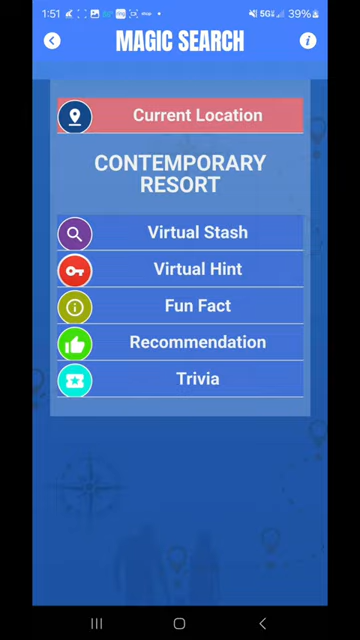 1:51 5G 39%
MAGIC SEARCH
Current Location
CONTEMPORARY
RESORT
Virtual Stash
Virtual Hint
Fun Fact
Recommendation
Trivia